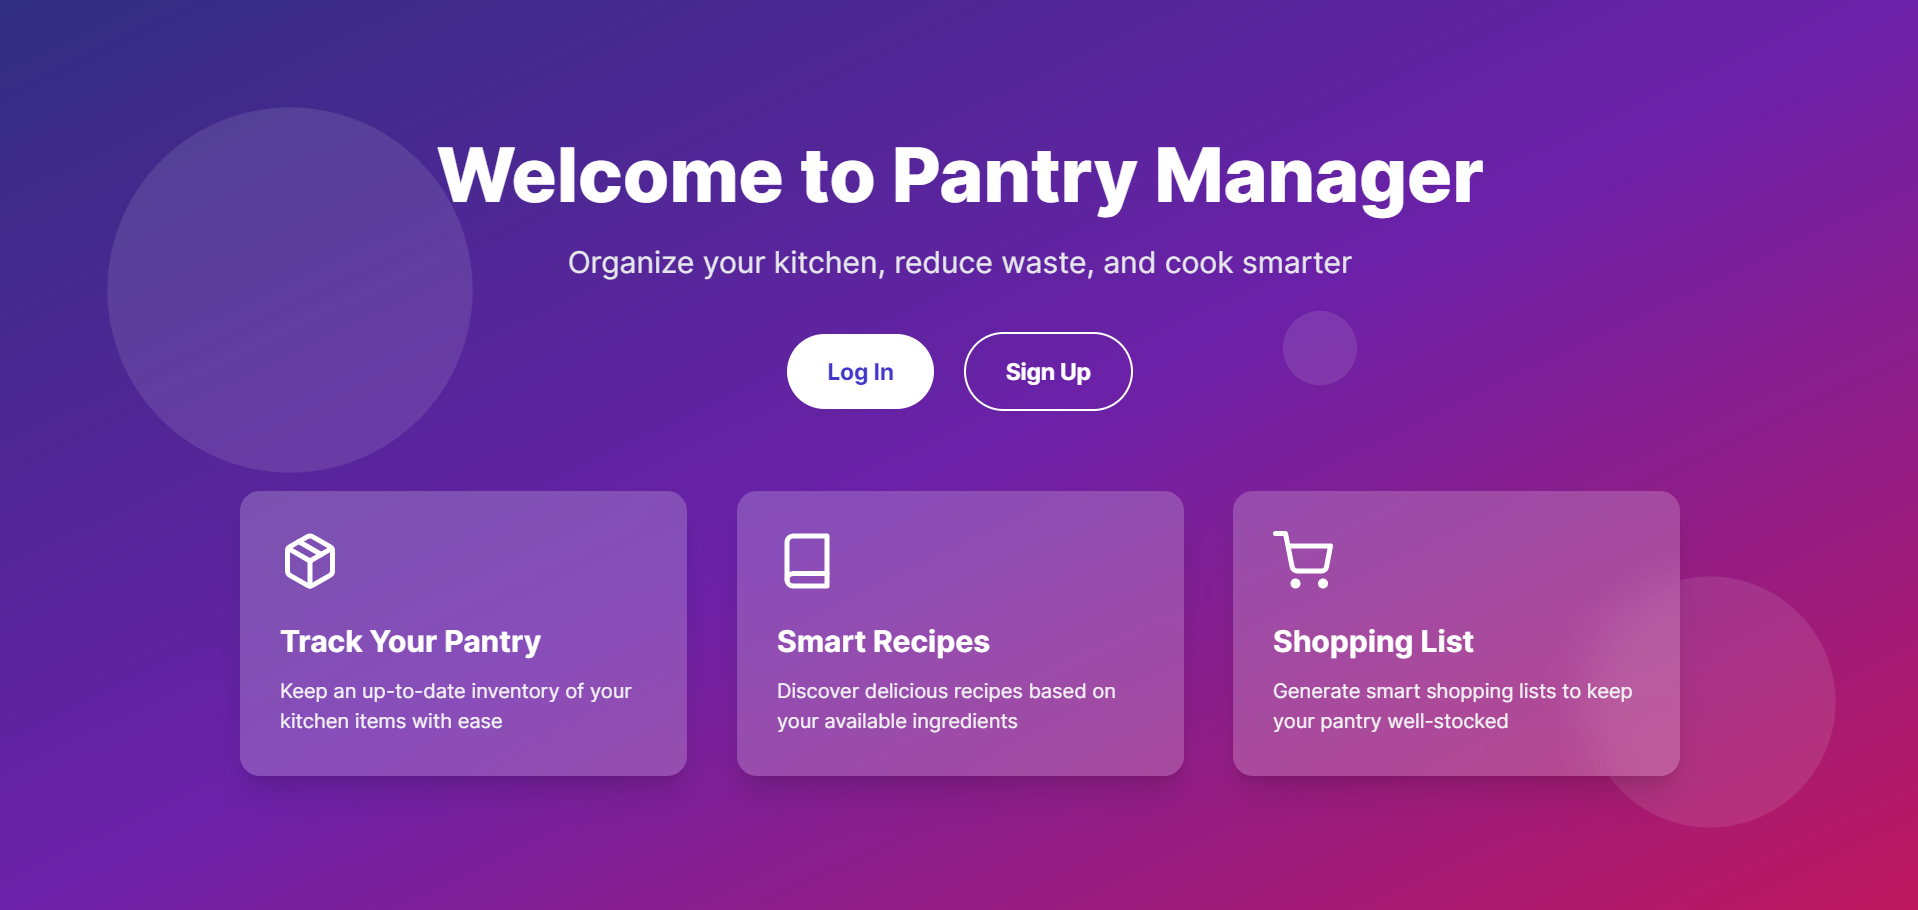 Welcome to Pantry Manager
Organize your kitchen, reduce waste, and cook smarter
Log In
Sign Up
Track Your Pantry
Keep an up-to-date inventory of your
kitchen items with ease
Smart Recipes
Discover delicious recipes based on
your available ingredients
Shopping List
Generate smart shopping lists to keep
your pantry well-stocked